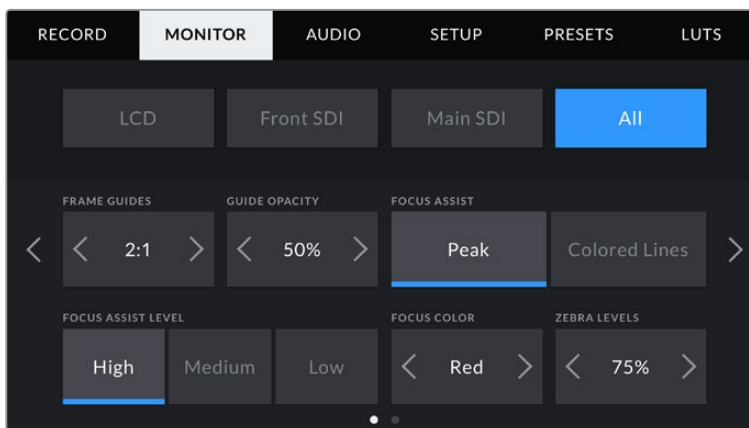 RECORD MONITOR AUDIO SETUP PRESETS LUTS
LCD Front SDI Main SDI All
FRAME GUIDES GUIDE OPACITY FOCUS ASSIST
2:1 50% Peak Colored Lines
FOCUS ASSIST LEVEL FOCUS COLOR ZEBRA LEVELS
High Medium Low Red 75%